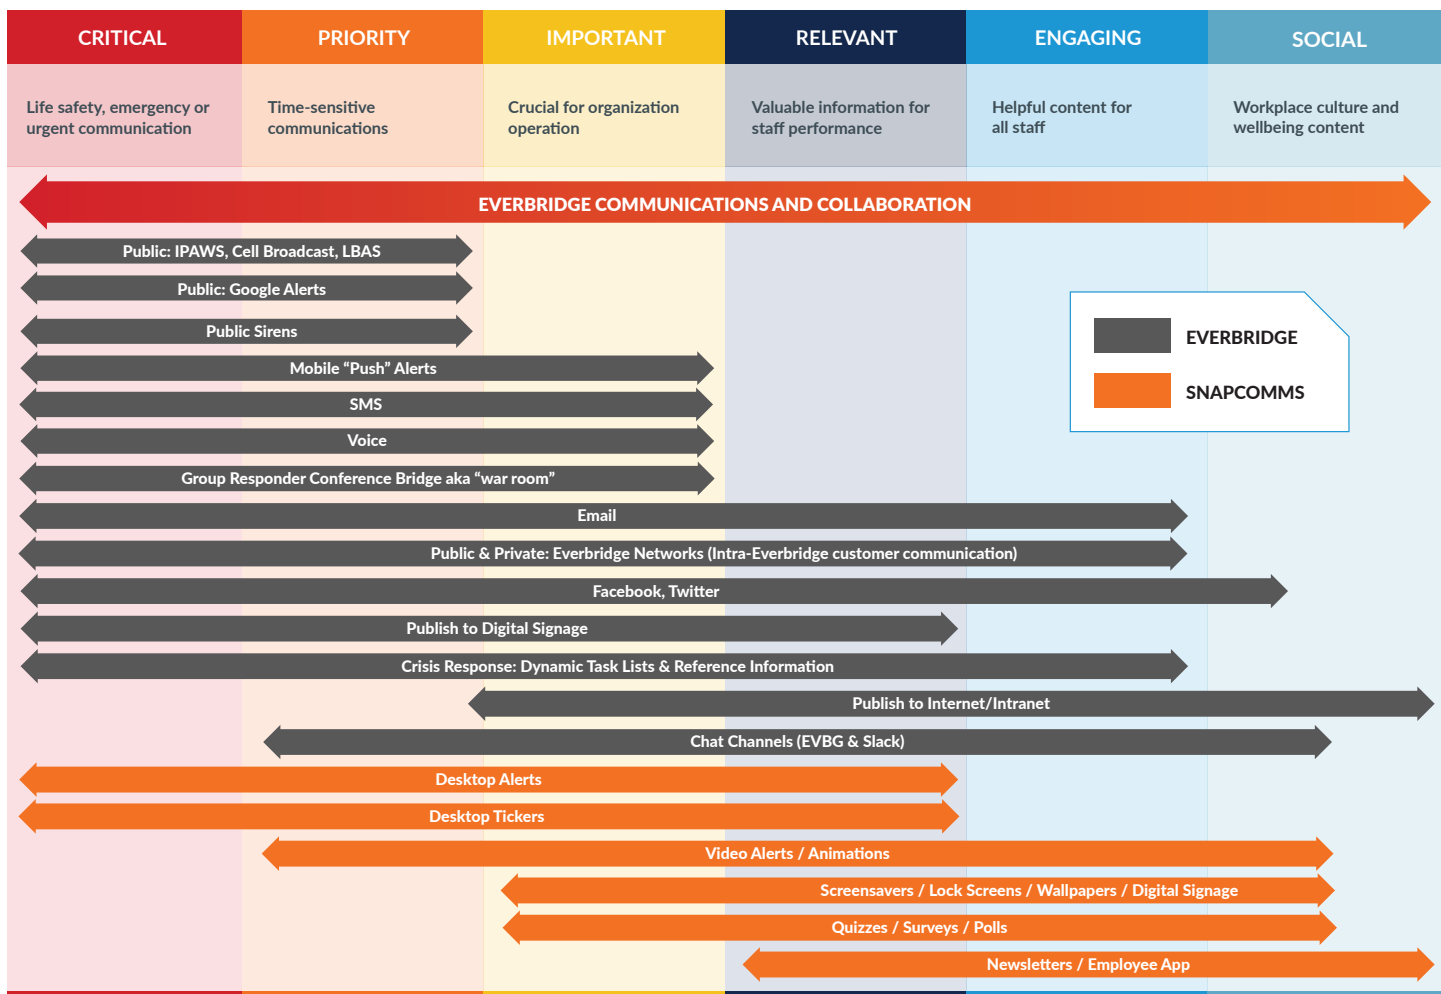 CRITICAL
PRIORITY
IMPORTANT
RELEVANT
ENGAGING
SOCIAL
Life safety, emergency or
urgent communication
Time-sensitive
communications
Crucial for organization
operation
Valuable information for
staff performance
Helpful content for
all staff
Workplace culture and
wellbeing content
EVERBRIDGE COMMUNICATIONS AND COLLABORATION
Public: IPAWS, Cell Broadcast, LBAS
Public: Google Alerts
Public Sirens
Mobile “Push” Alerts
SMS
Voice
Group Responder Conference Bridge aka “war room”
Email
Public & Private: Everbridge Networks (Intra-Everbridge customer communication)
Facebook, Twitter
Publish to Digital Signage
Crisis Response: Dynamic Task Lists & Reference Information
Publish to Internet/Intranet
Chat Channels (EVBG & Slack)
Desktop Alerts
Desktop Tickers
Video Alerts / Animations
Screensavers / Lock Screens / Wallpapers / Digital Signage
Quizzes / Surveys / Polls
Newsletters / Employee App
EVERBRIDGE
SNAPCOMMS